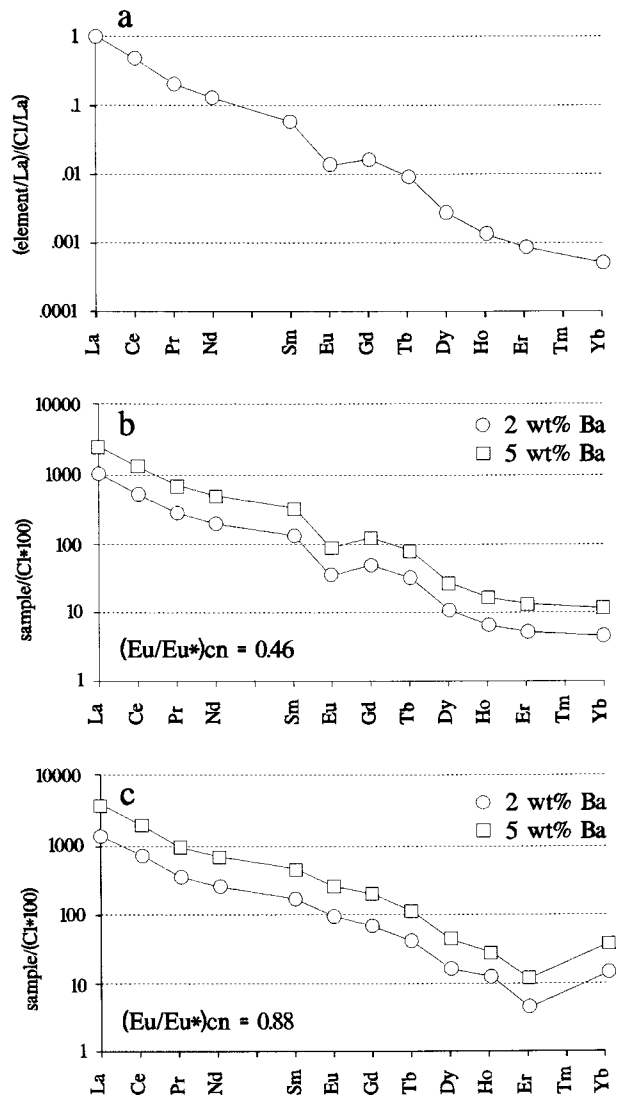 a
1
.1
.01
.001
.0001
(element/La)/(C1/La)
La Ce Pr Nd Sm Eu Gd Tb Dy Ho Er Tm Yb
b
10000
1000
100
10
1
sample/(C1*100)
2 wt% Ba
5 wt% Ba
(Eu/Eu*)cn = 0.46
La Ce Pr Nd Sm Eu Gd Tb Dy Ho Er Tm Yb
c
10000
1000
100
10
1
sample/(C1*100)
2 wt% Ba
5 wt% Ba
(Eu/Eu*)cn = 0.88
La Ce Pr Nd Sm Eu Gd Tb Dy Ho Er Tm Yb